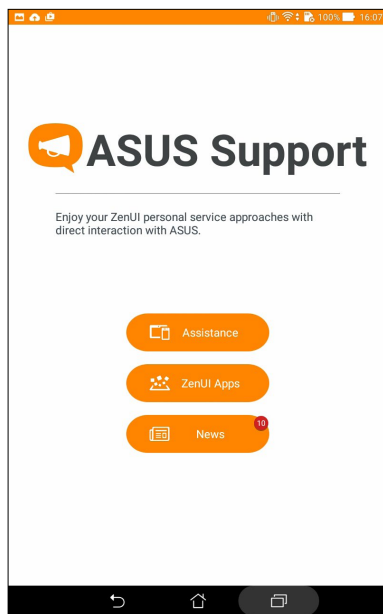 100% 16:07
ASUS Support
Enjoy your ZenUI personal service approaches with
direct interaction with ASUS.
Assistance
ZenUI Apps
10
News